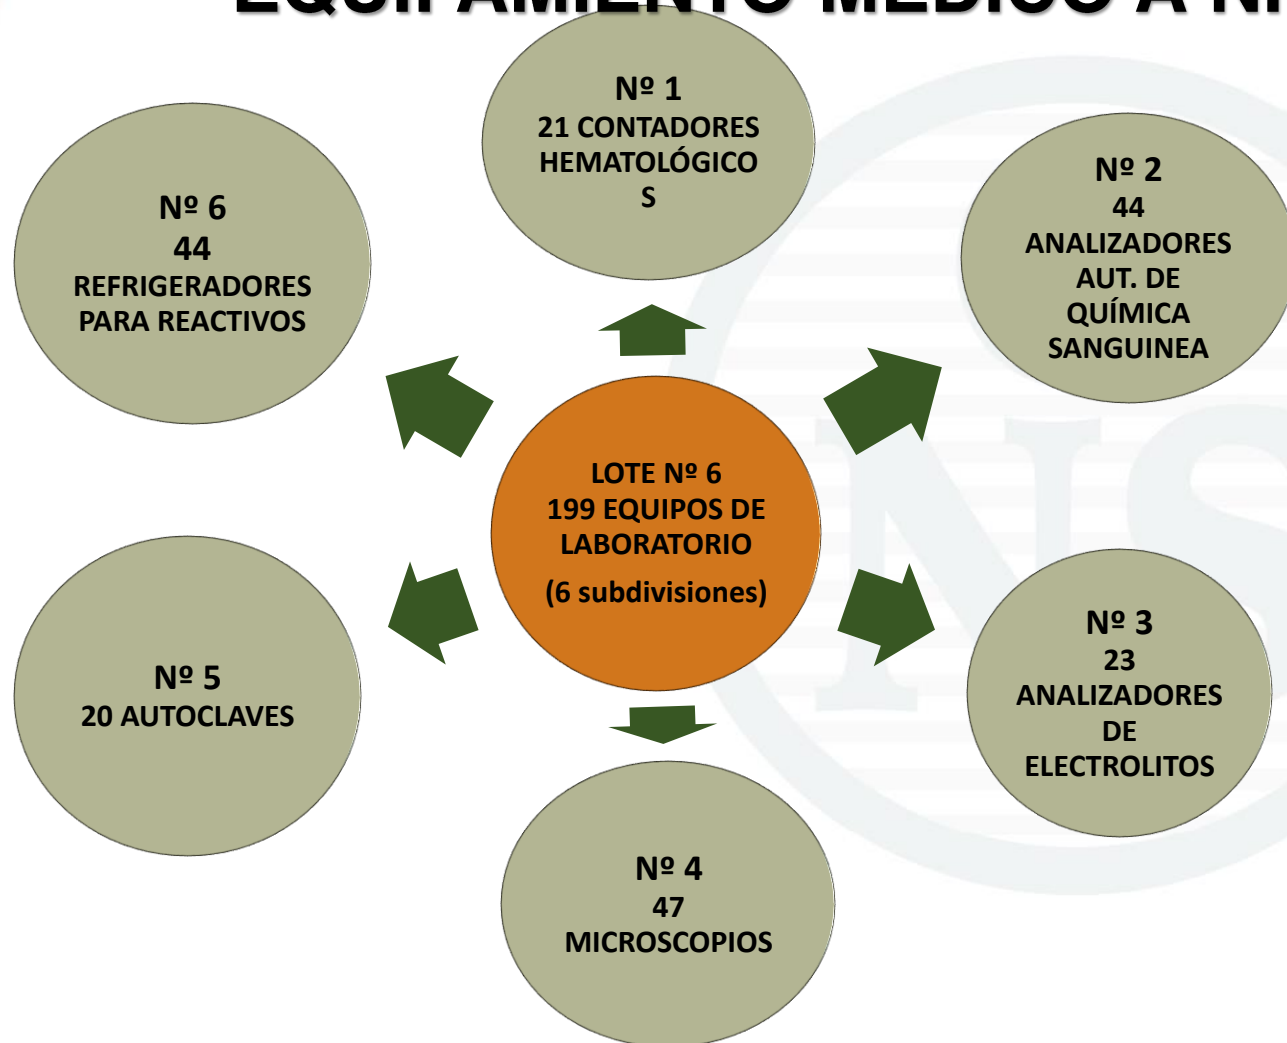 EQUIPAMIENTO MEDICO A
Nº 1
21 CONTADORES
HEMATOLÓGICO
S
Nº 2
44
ANALIZADORES
AUT. DE
QUÍMICA
SANGUINEA
Nº 6
44
REFRIGERADORES
PARA REACTIVOS
LOTE Nº 6
199 EQUIPOS DE
LABORATORIO
(6 subdivisiones)
Nº 3
23
ANALIZADORES
DE
ELECTROLITOS
Nº 5
20 AUTOCLAVES
Nº 4
47
MICROSCOPIOS